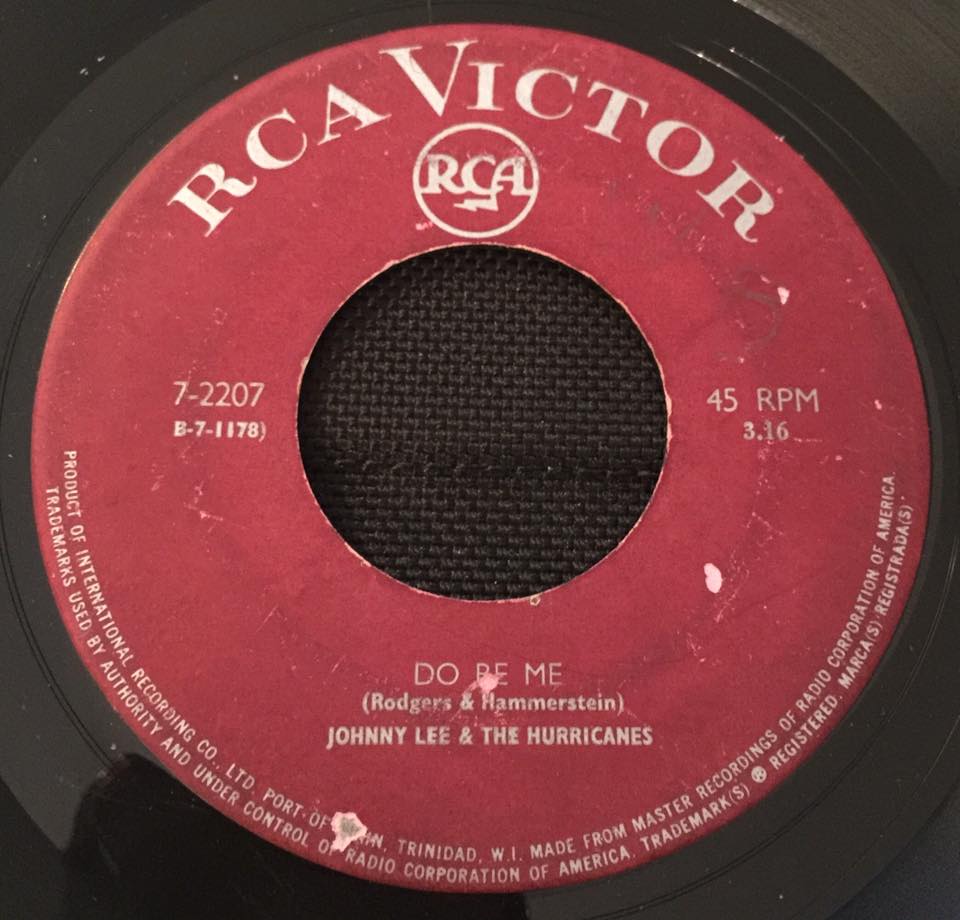 RCA VICTOR
RCA
7-2207
B-7-1178)
45 RPM
3.16
DO BE ME
(Rodgers & Hammerstein)
JOHNNY LEE & THE HURRICANES
PRODUCT OF INTERNATIONAL RECORDING CO., LTD. PORT-OF- , TRINIDAD, W.I. MADE FROM MASTER RECORDINGS OF RADIO CORPORATION OF AMERICA.
TRADEMARKS USED BY AUTHORITY AND UNDER CONTROL OF RADIO CORPORATION OF AMERICA. TRADEMARK(S) ® REGISTERED. MARCA(S) REGISTRADA(S)